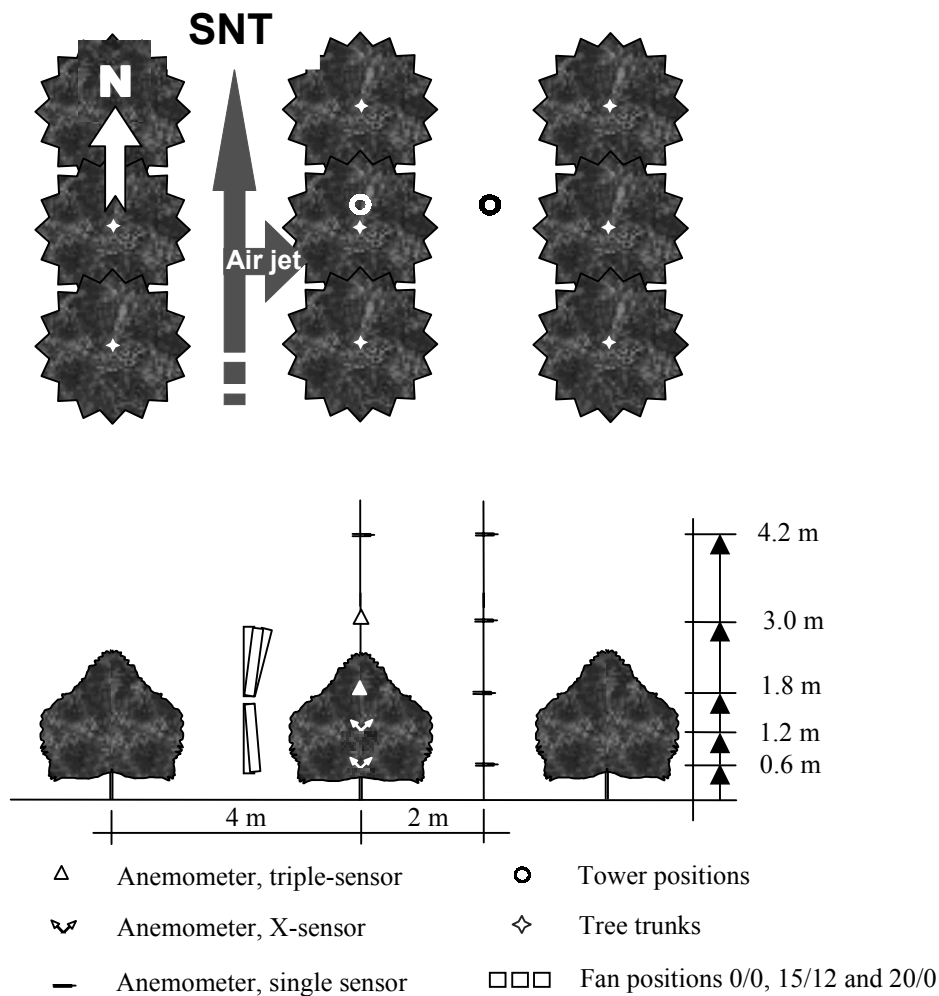 SNT
N
Air jet
4.2 m
3.0 m
1.8 m
1.2 m
0.6 m
4 m
2 m
Anemometer, triple-sensor
Tower positions
Anemometer, X-sensor
Tree trunks
Anemometer, single sensor
Fan positions 0/0, 15/12 and 20/0